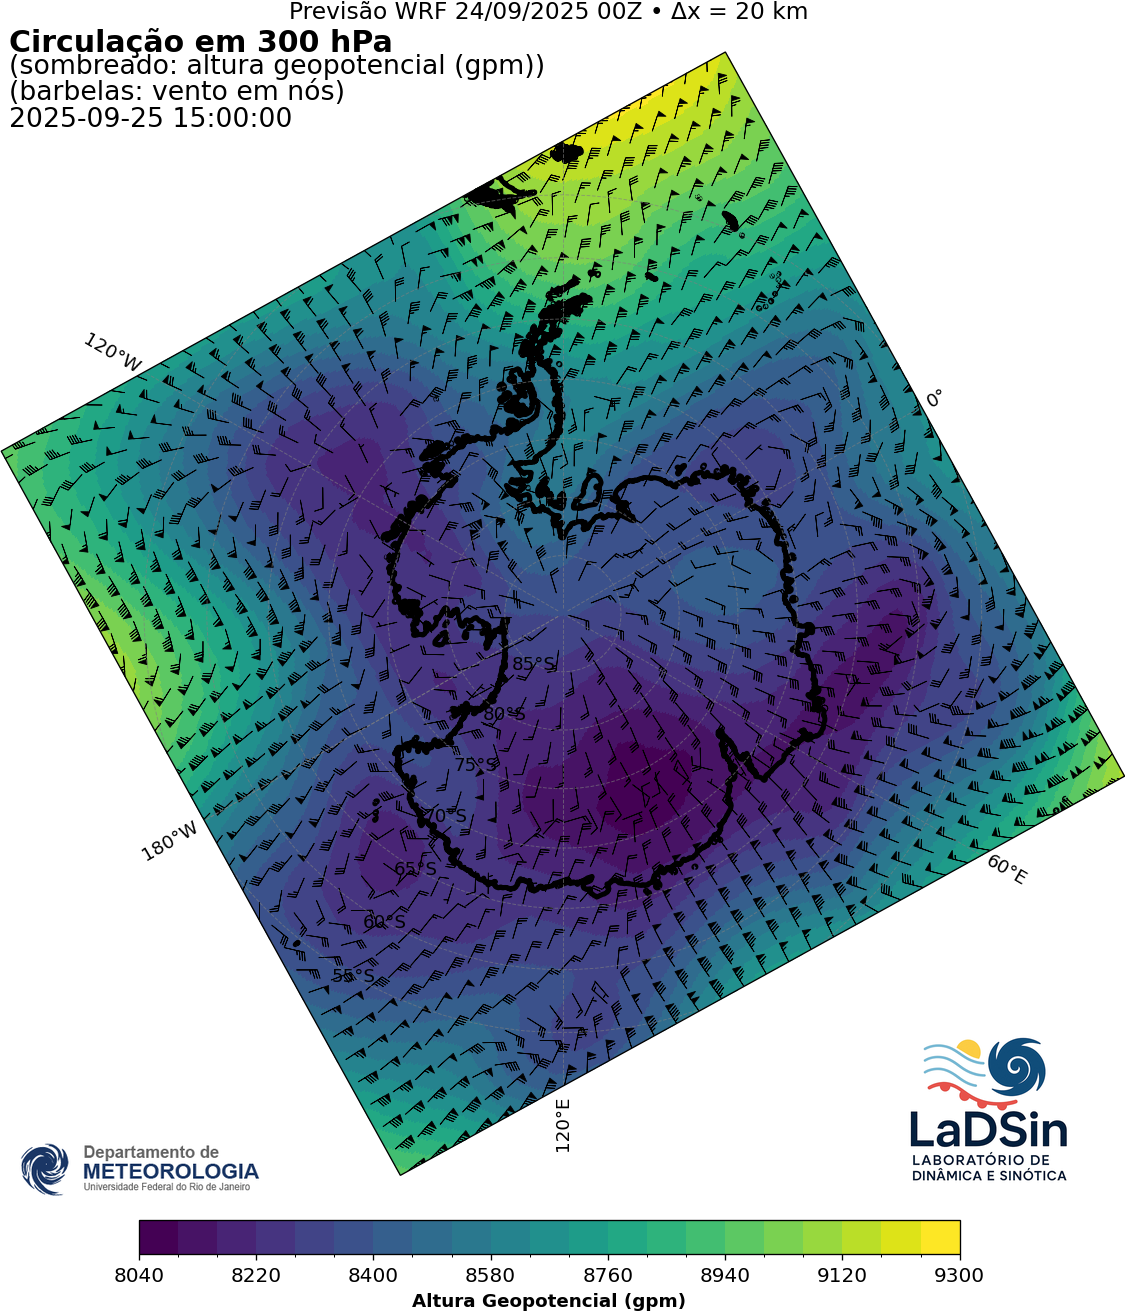 Previsão WRF 24/09/2025 00Z • Δx = 20 km
Circulação em 300 hPa
(sombreado: altura geopotencial (gpm))
(barbelas: vento em nós)
2025-09-25 15:00:00
120°W
0°
85°S
80°S
75°S
70°S
65°S
60°S
55°S
180°W
60°E
120°E
Departamento de
METEOROLOGIA
Universidade Federal do Rio de Janeiro
LaDSin
LABORATÓRIO DE
DINÂMICA E SINÓTICA
8040 8220 8400 8580 8760 8940 9120 9300
Altura Geopotencial (gpm)